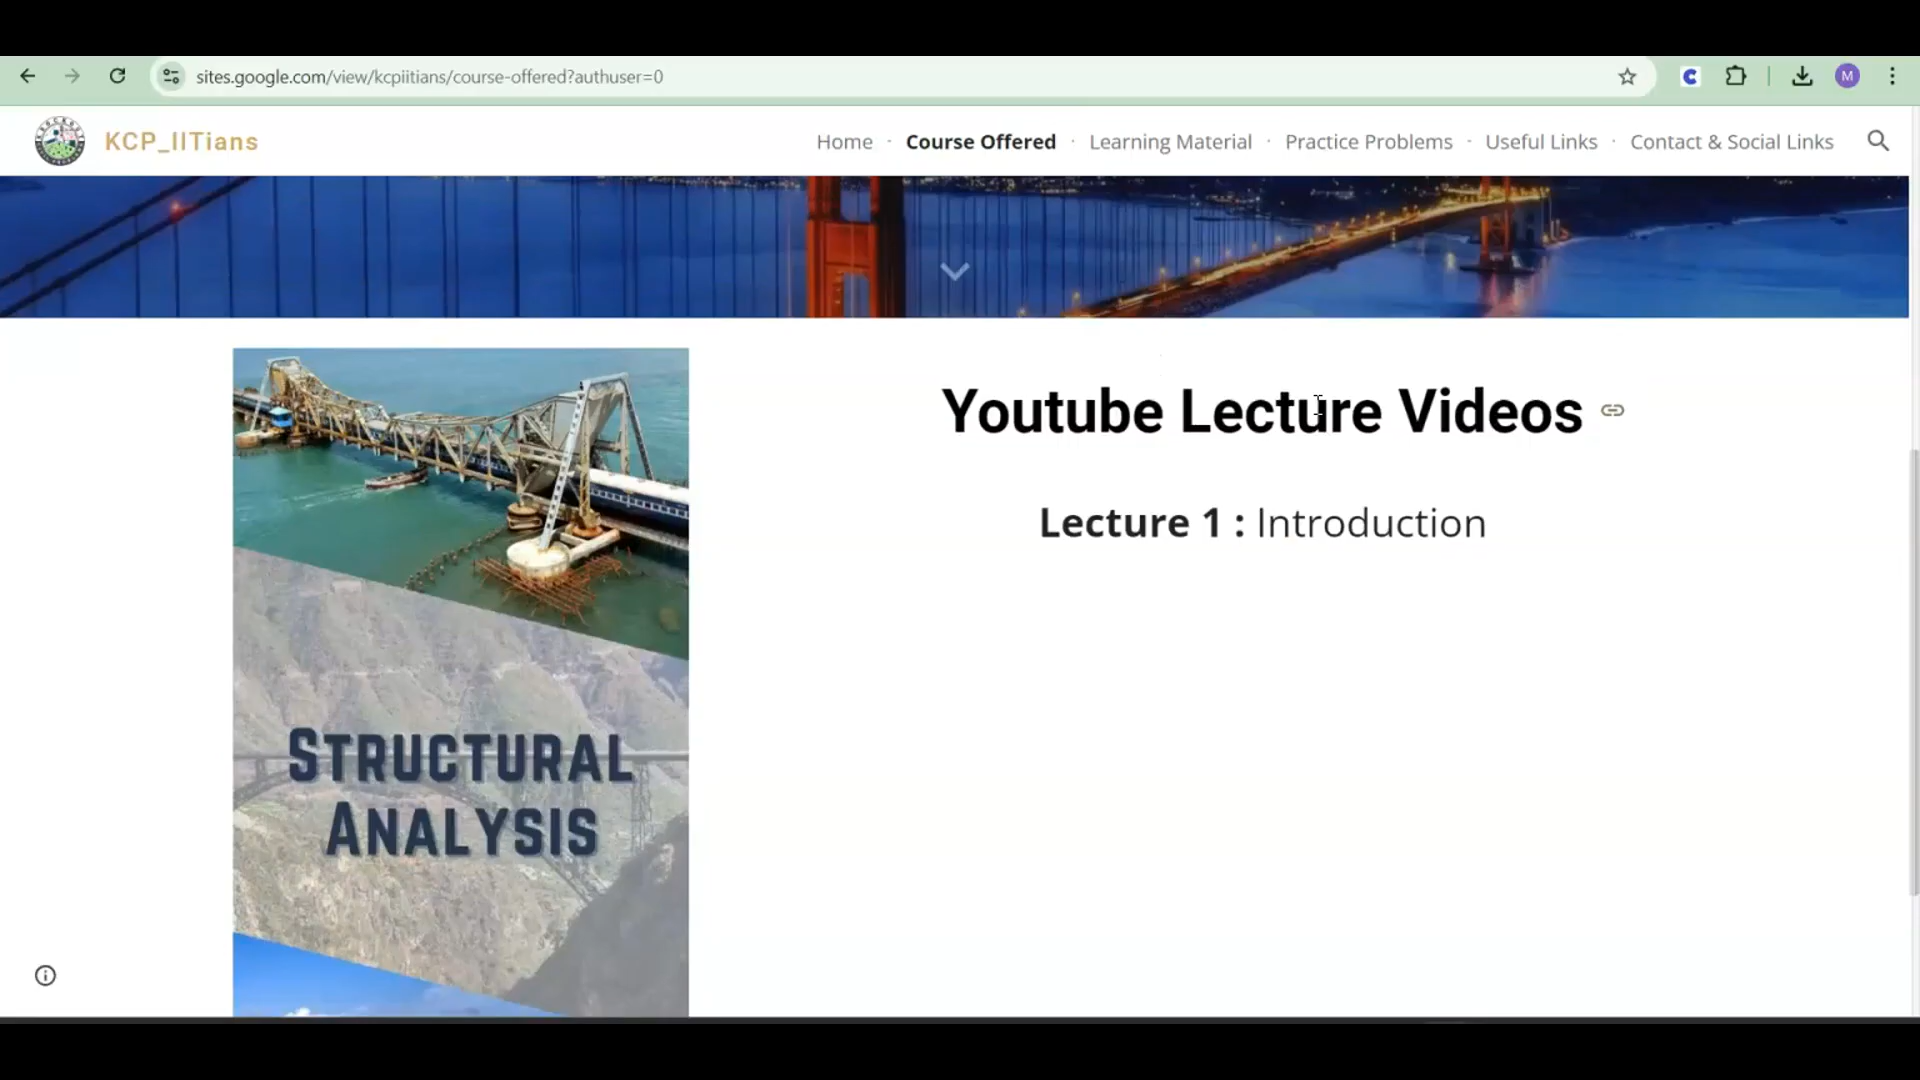 sites.google.com/view/kcpiitians/course-offered?authuser=0
M
KCP_IITians
Home · Course Offered · Learning Material · Practice Problems · Useful Links · Contact & Social Links
Youtube Lecture Videos
Lecture 1 : Introduction
STRUCTURAL
ANALYSIS